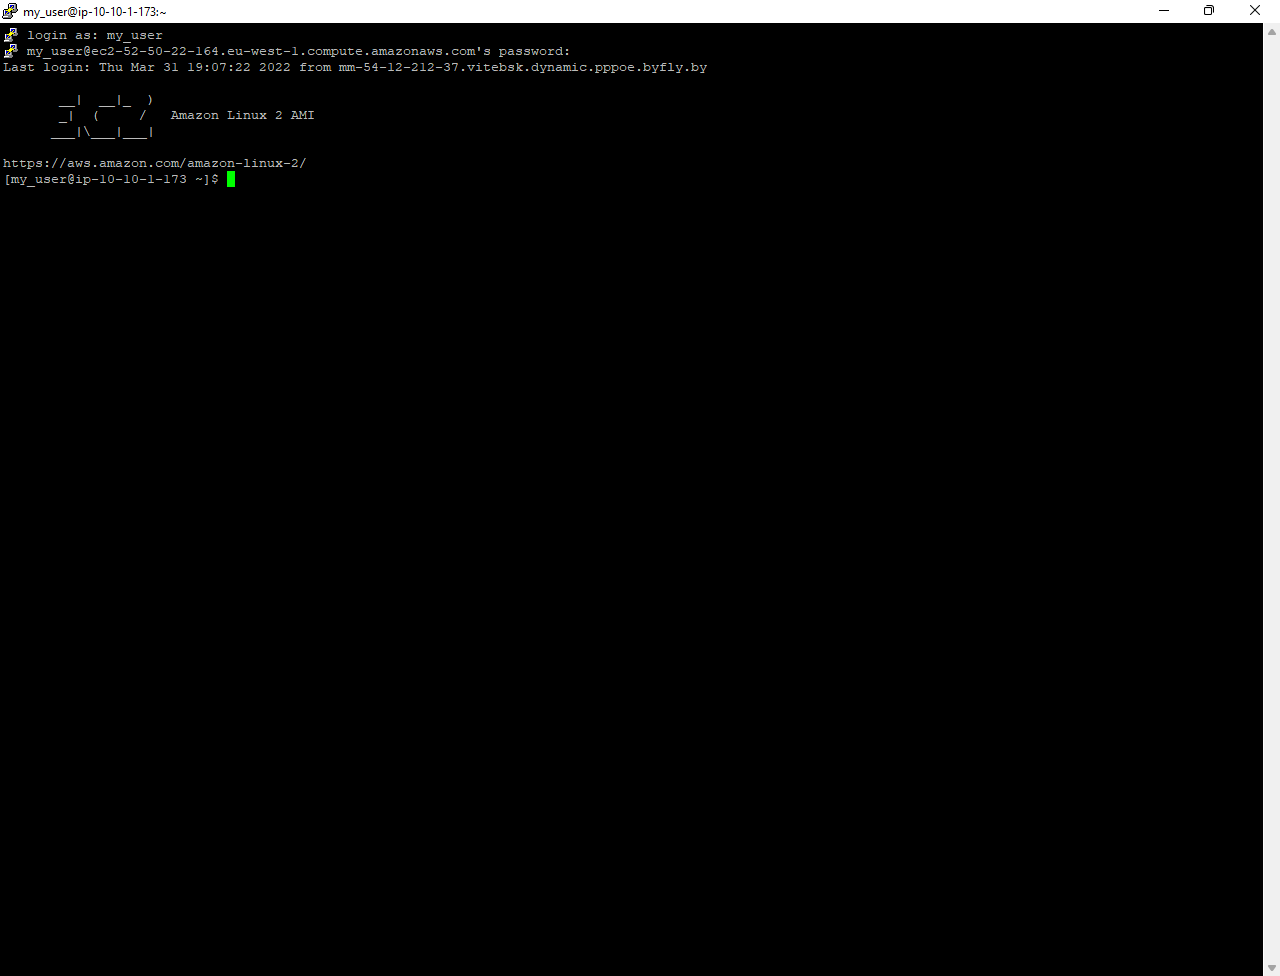 my_user@ip-10-10-1-173:~
login as: my_user
my_user@ec2-52-50-22-164.eu-west-1.compute.amazonaws.com's password:
Last login: Thu Mar 31 19:07:22 2022 from mm-54-12-212-37.vitebsk.dynamic.pppoe.byfly.by
       __|  __|_  )
       _|  (     /   Amazon Linux 2 AMI
      ___|\___|___|
https://aws.amazon.com/amazon-linux-2/
[my_user@ip-10-10-1-173 ~]$